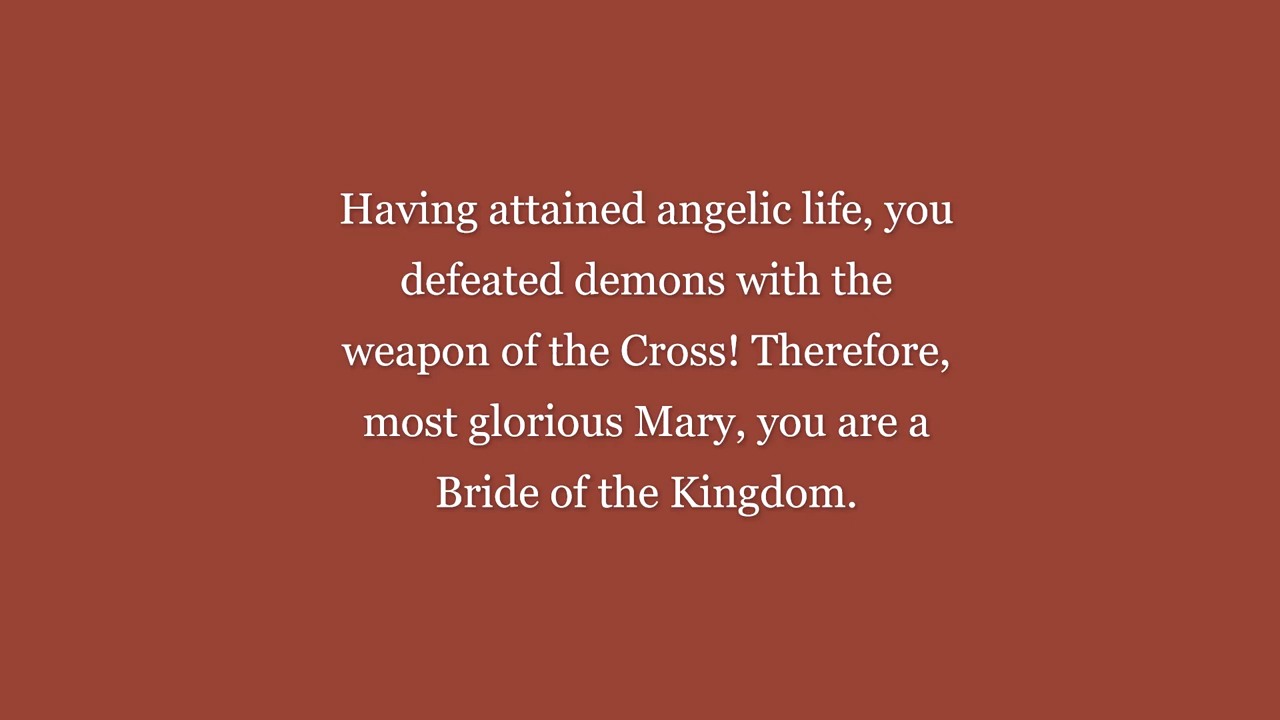 Having attained angelic life, you
defeated demons with the
weapon of the Cross! Therefore,
most glorious Mary, you are a
Bride of the Kingdom.